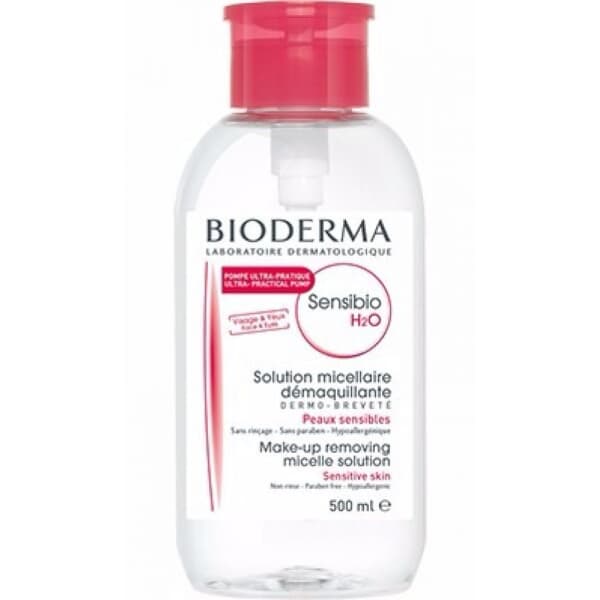 BIODERMA
LABORATOIRE DERMATOLOGIQUE
POMPE ULTRA-PRATIQUE
ULTRA- PRACTICAL PUMP
Sensibio
H2O
Visage & Yeux
Face & Eyes
Solution micellaire
démaquillante
DERMO-BREVETÉ
Peaux sensibles
Sans rinçage - Sans paraben - Hypoallergénique
Make-up removing
micelle solution
Sensitive skin
Non-rinse - Paraben free - Hypoallergenic
500 ml ℮